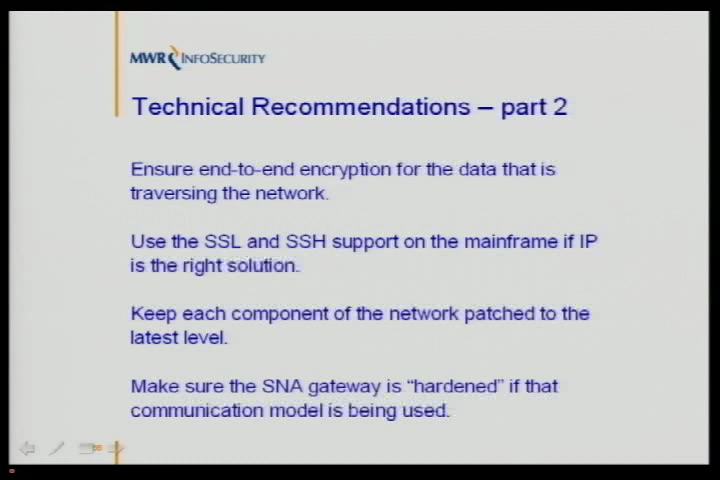 MWR INFOSECURITY
Technical Recommendations – part 2
Ensure end-to-end encryption for the data that is
traversing the network.
Use the SSL and SSH support on the mainframe if IP
is the right solution.
Keep each component of the network patched to the
latest level.
Make sure the SNA gateway is “hardened” if that
communication model is being used.